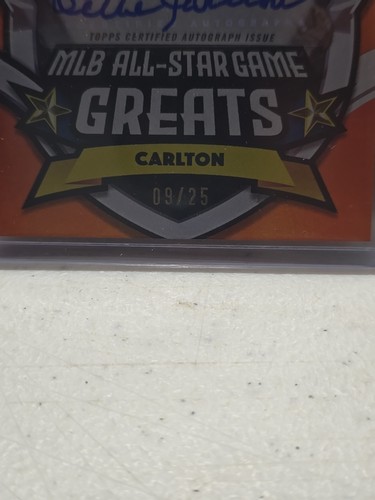 TOPPS CERTIFIED AUTOGRAPH ISSUE
MLB ALL-STAR GAME
GREATS
CARLTON
09/25